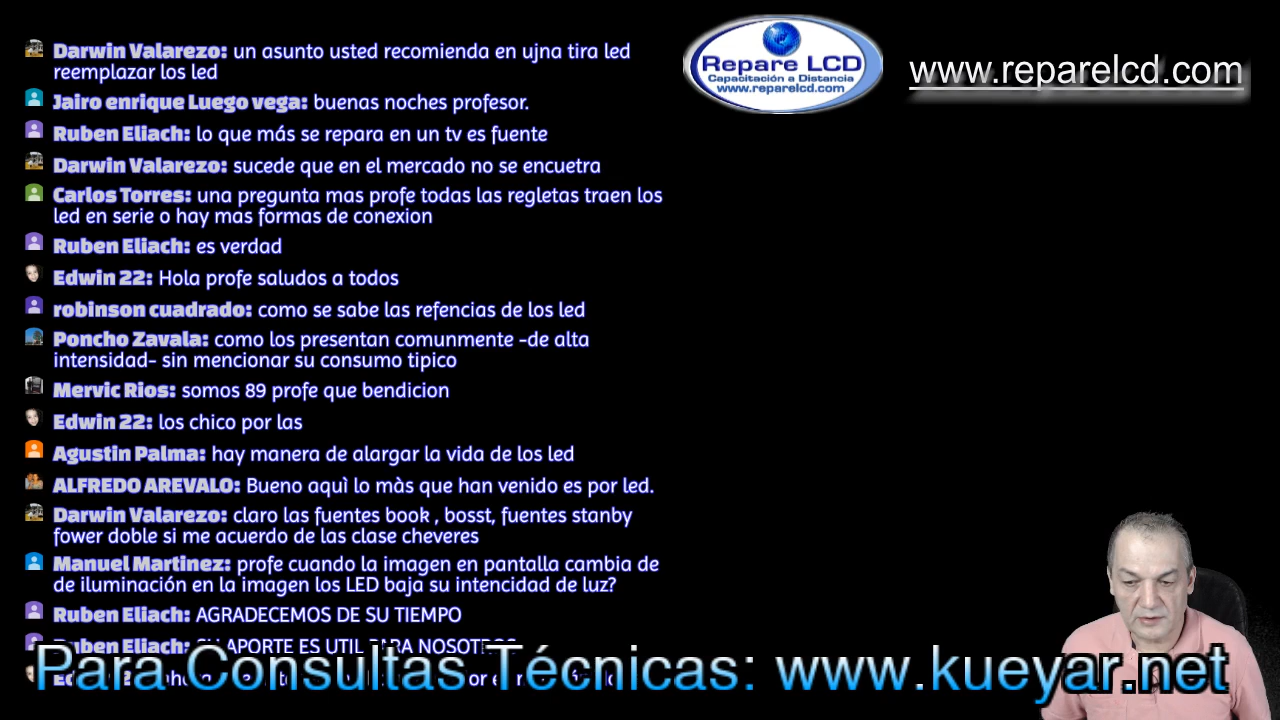 Darwin Valarezo: un asunto usted recomienda en ujna tira led
reemplazar los led
Jairo enrique Luego vega: buenas noches profesor.
Ruben Eliach: lo que más se repara en un tv es fuente
Darwin Valarezo: sucede que en el mercado no se encuetra
Carlos Torres: una pregunta mas profe todas las regletas traen los
led en serie o hay mas formas de conexion
Ruben Eliach: es verdad
Edwin 22: Hola profe saludos a todos
robinson cuadrado: como se sabe las refencias de los led
Poncho Zavala: como los presentan comunmente -de alta
intensidad- sin mencionar su consumo tipico
Mervic Rios: somos 89 profe que bendicion
Edwin 22: los chico por las
Agustin Palma: hay manera de alargar la vida de los led
ALFREDO AREVALO: Bueno aquì lo màs que han venido es por led.
Darwin Valarezo: claro las fuentes book , bosst, fuentes stanby
fower doble si me acuerdo de las clase cheveres
Manuel Martinez: profe cuando la imagen en pantalla cambia de
de iluminación en la imagen los LED baja su intencidad de luz?
Ruben Eliach: AGRADECEMOS DE SU TIEMPO
Ruben Eliach: SU APORTE ES UTIL PARA NOSOTROS
Repare LCD
Capacitación a Distancia
www.reparelcd.com
www.reparelcd.com
Para Consultas Técnicas: www.kueyar.net